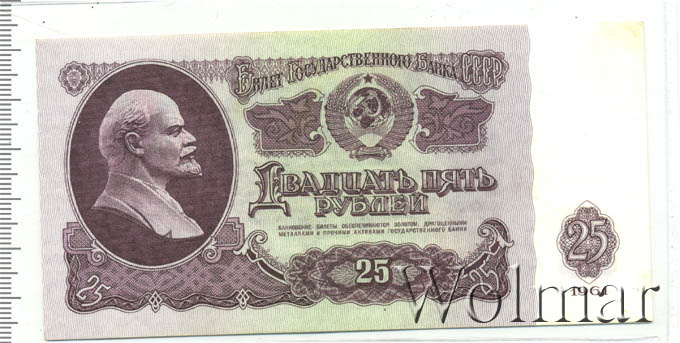 Билет Государственного Банка СССР
Двадцать пять
рублей
БАНКОВСКИЕ БИЛЕТЫ ОБЕСПЕЧИВАЮТСЯ ЗОЛОТОМ, ДРАГОЦЕННЫМИ
МЕТАЛЛАМИ И ПРОЧИМИ АКТИВАМИ ГОСУДАРСТВЕННОГО БАНКА
25
25
25
25
1961
Wolmar